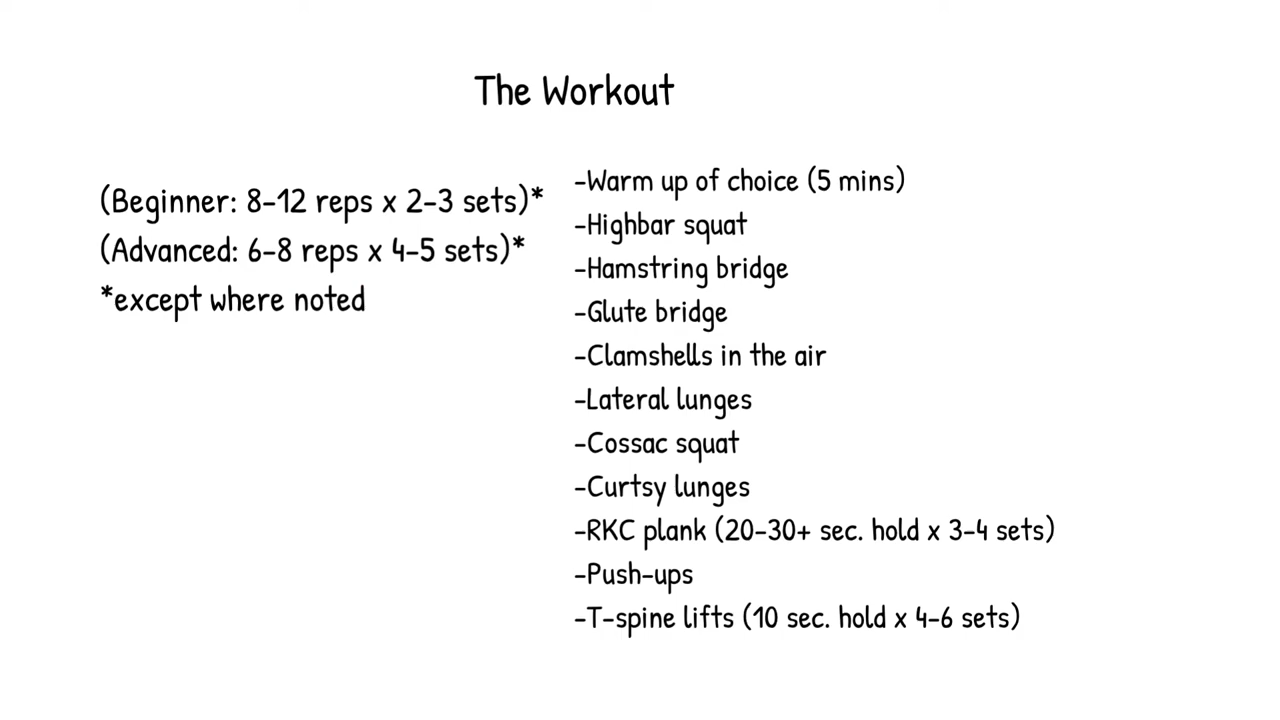 The Workout
(Beginner: 8-12 reps x 2-3 sets)*
(Advanced: 6-8 reps x 4-5 sets)*
*except where noted
-Warm up of choice (5 mins)
-Highbar squat
-Hamstring bridge
-Glute bridge
-Clamshells in the air
-Lateral lunges
-Cossac squat
-Curtsy lunges
-RKC plank (20-30+ sec. hold x 3-4 sets)
-Push-ups
-T-spine lifts (10 sec. hold x 4-6 sets)